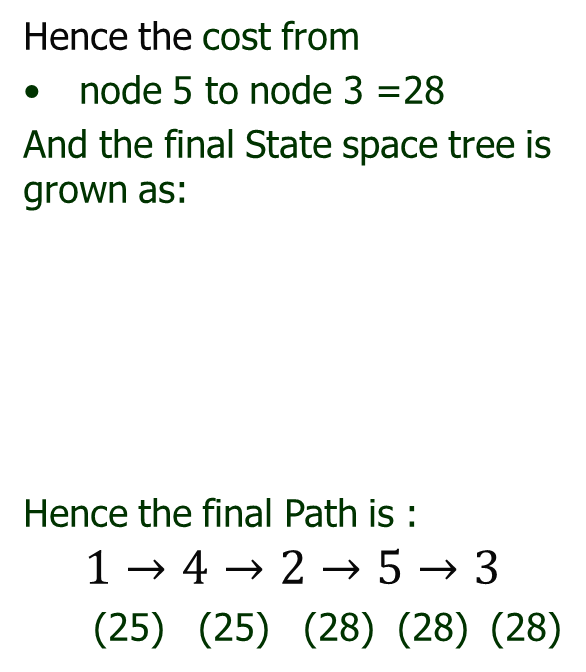 Hence the cost from
• node 5 to node 3 =28
And the final State space tree is
grown as:
Hence the final Path is :
1 → 4 → 2 → 5 → 3
(25) (25) (28) (28) (28)